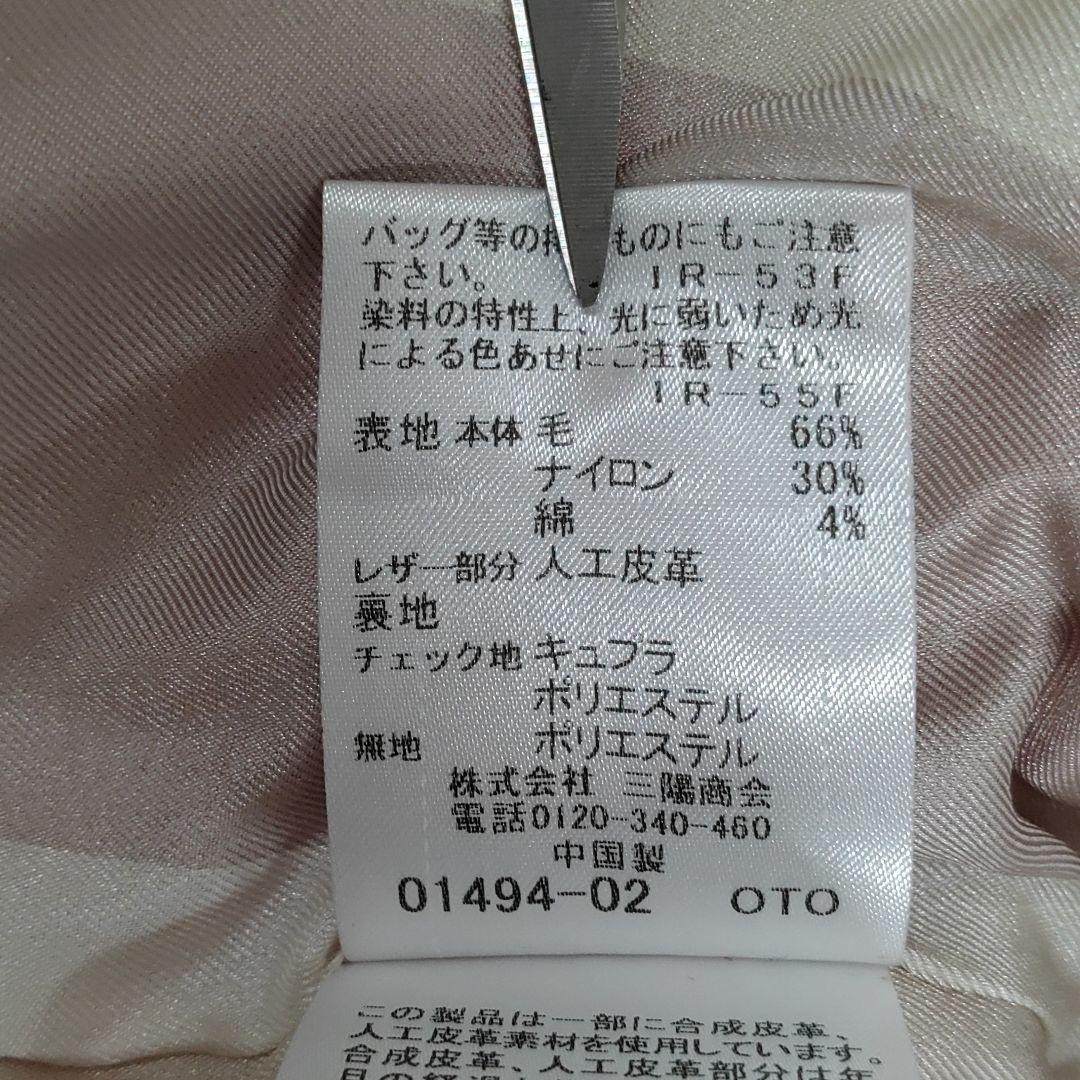 バッグ等の持 ものにもご注意
下さい。 IR-53F
染料の特性上、光に弱いため光
による色あせにご注意下さい。
IR-55F
表地 本体 毛 66%
ナイロン 30%
綿 4%
レザー部分 人工皮革
裏地
チェック地 キュプラ
ポリエステル
無地 ポリエステル
株式会社 三陽商会
電話0120-340-460
中国製
01494-02 OTO
この製品は一部に合成皮革、
人工皮革素材を使用しています。
合成皮革、人工皮革部分は年